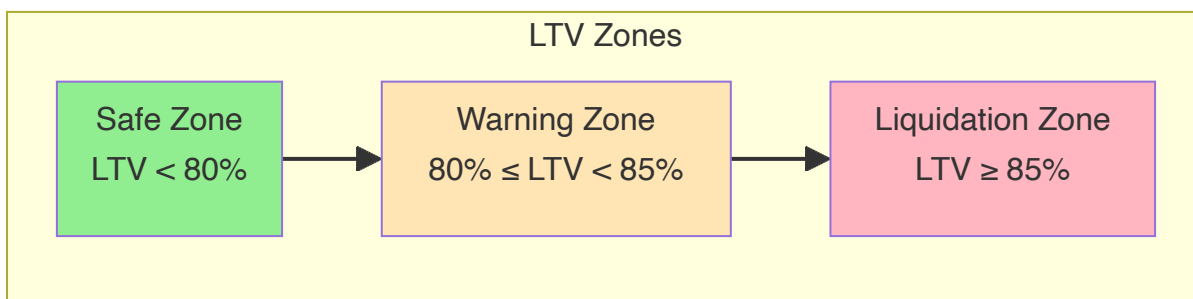 LTV Zones
Safe Zone
LTV < 80%
Warning Zone
80% ≤ LTV < 85%
Liquidation Zone
LTV ≥ 85%